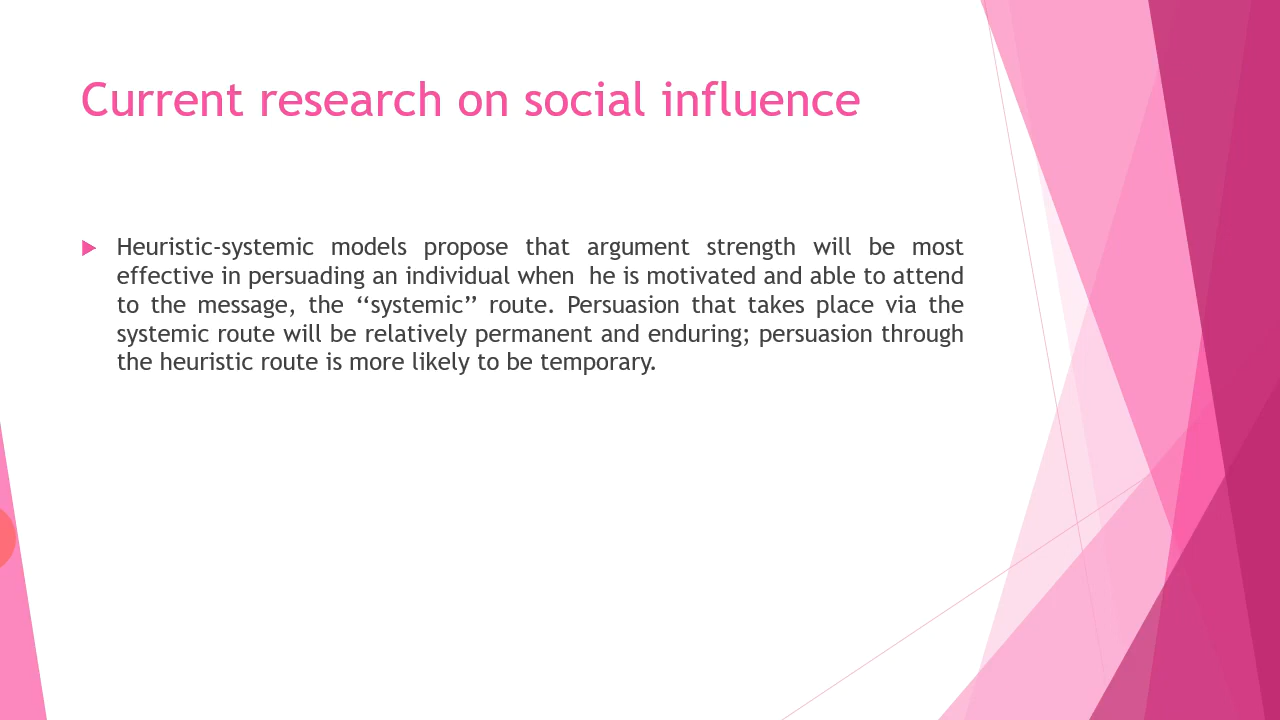 Current research on social influence
Heuristic-systemic models propose that argument strength will be most
effective in persuading an individual when  he is motivated and able to attend
to the message, the ‘‘systemic’’ route. Persuasion that takes place via the
systemic route will be relatively permanent and enduring; persuasion through
the heuristic route is more likely to be temporary.